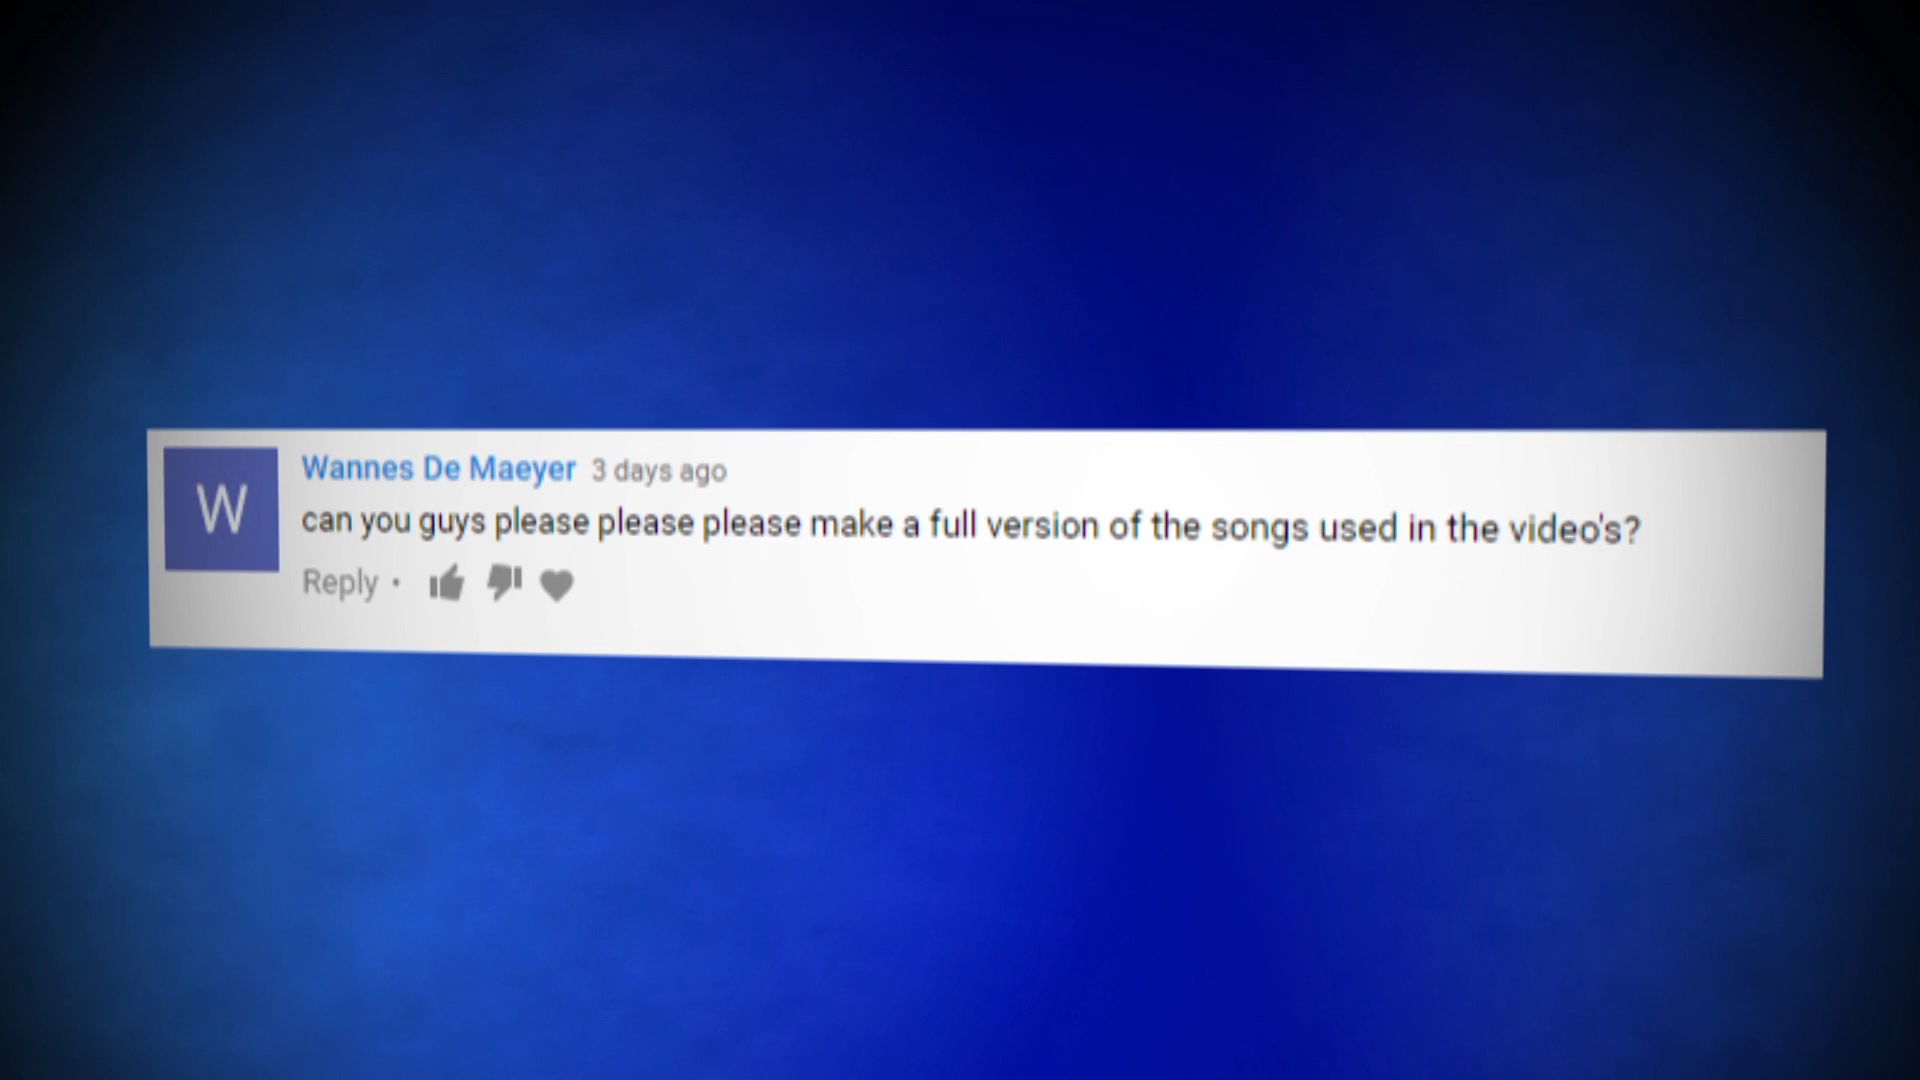 W
Wannes De Maeyer 3 days ago
can you guys please please please make a full version of the songs used in the video's?
Reply •